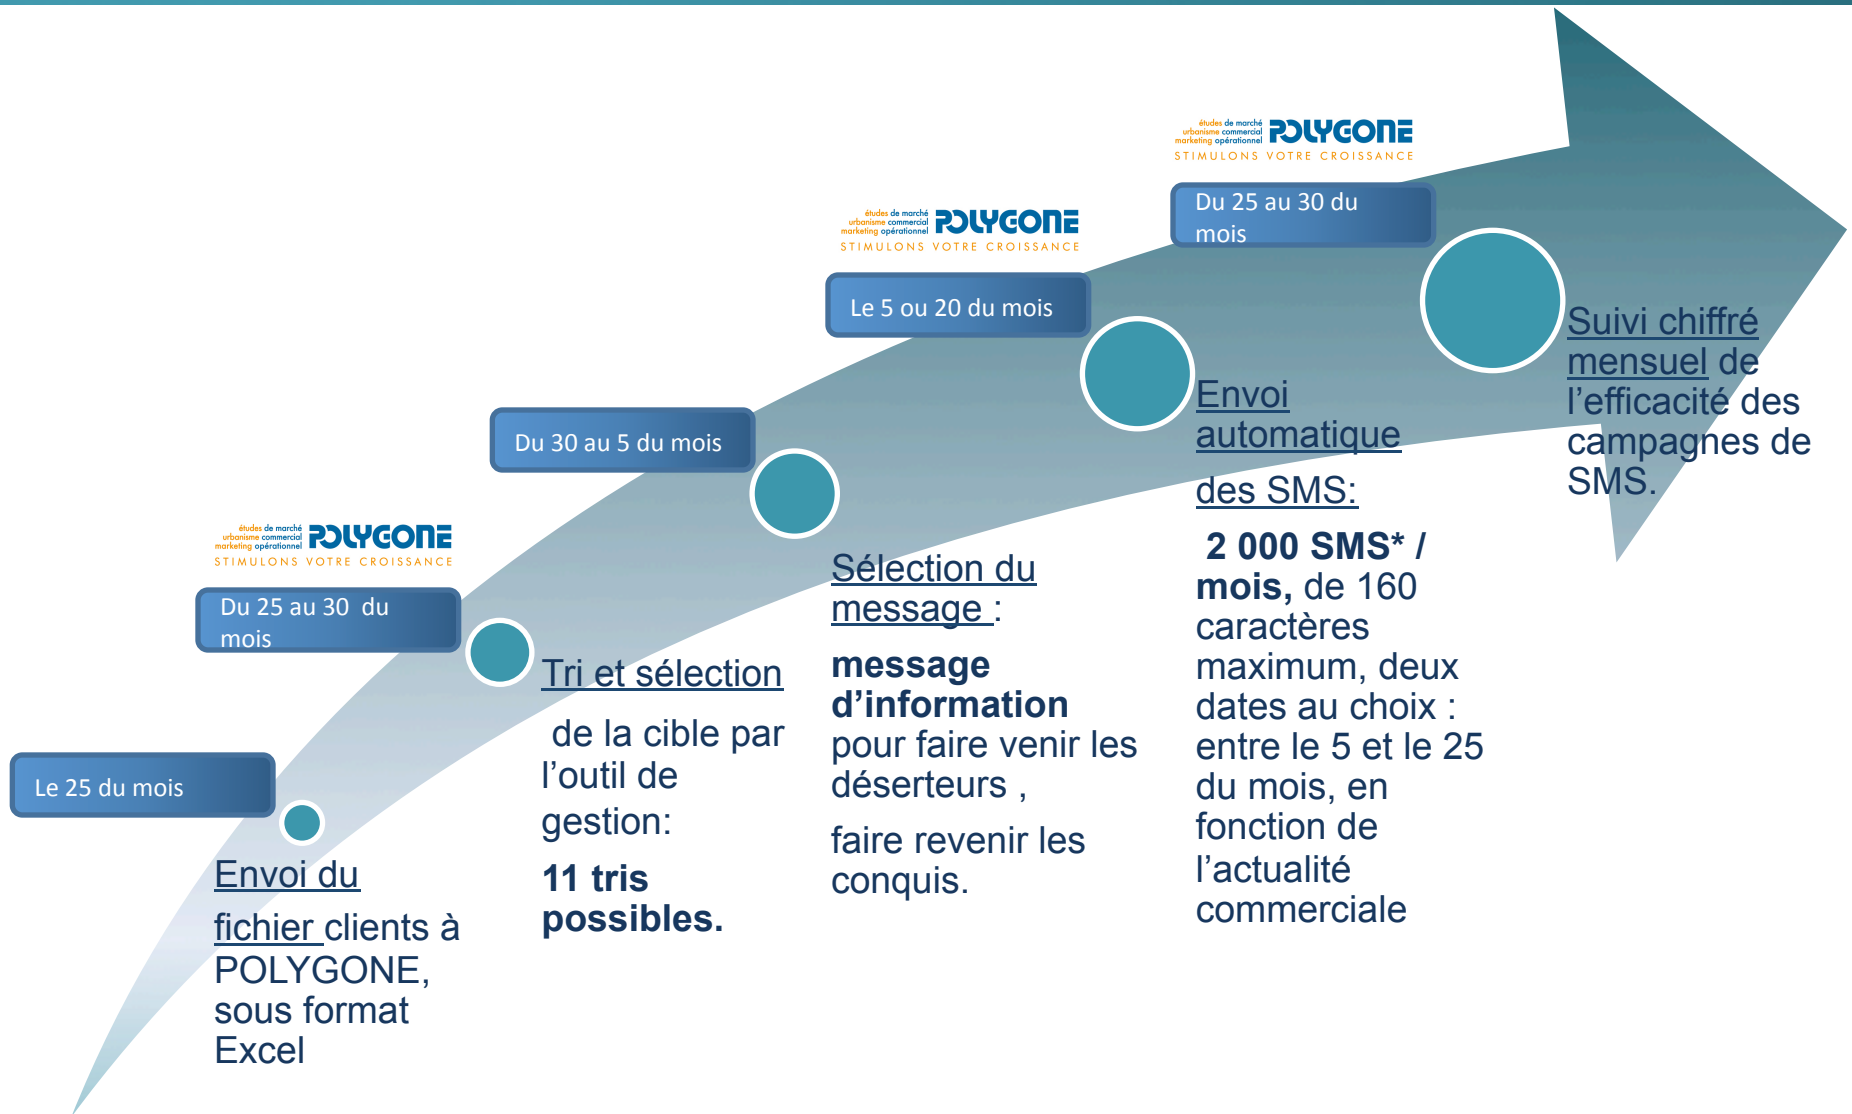 Le 25 du mois
Envoi du
fichier clients à
POLYGONE,
sous format
Excel
études de marché
urbanisme commercial
marketing opérationnel
POLYGONE
STIMULONS VOTRE CROISSANCE
Du 25 au 30  du
mois
Tri et sélection
de la cible par
l’outil de
gestion:
11 tris
possibles.
Du 30 au 5 du mois
Sélection du
message :
message
d’information
pour faire venir les
déserteurs ,
faire revenir les
conquis.
études de marché
urbanisme commercial
marketing opérationnel
POLYGONE
STIMULONS VOTRE CROISSANCE
Le 5 ou 20 du mois
Envoi
automatique
des SMS:
2 000 SMS* /
mois, de 160
caractères
maximum, deux
dates au choix :
entre le 5 et le 25
du mois, en
fonction de
l’actualité
commerciale
études de marché
urbanisme commercial
marketing opérationnel
POLYGONE
STIMULONS VOTRE CROISSANCE
Du 25 au 30 du
mois
Suivi chiffré
mensuel de
l’efficacité des
campagnes de
SMS.